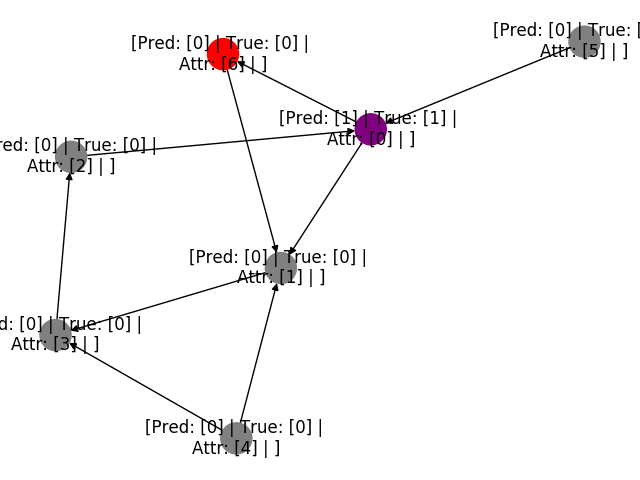 [Pred: [0] | True: [
Attr: [5] | ]
[Pred: [0] | True: [0] |
Attr: [6] | ]
[Pred: [1] | True: [1] |
Attr: [0] | ]
red: [0] | True: [0] |
Attr: [2] | ]
[Pred: [0] | True: [0] |
Attr: [1] | ]
d: [0] | True: [0] |
Attr: [3] | ]
[Pred: [0] | True: [0] |
Attr: [4] | ]